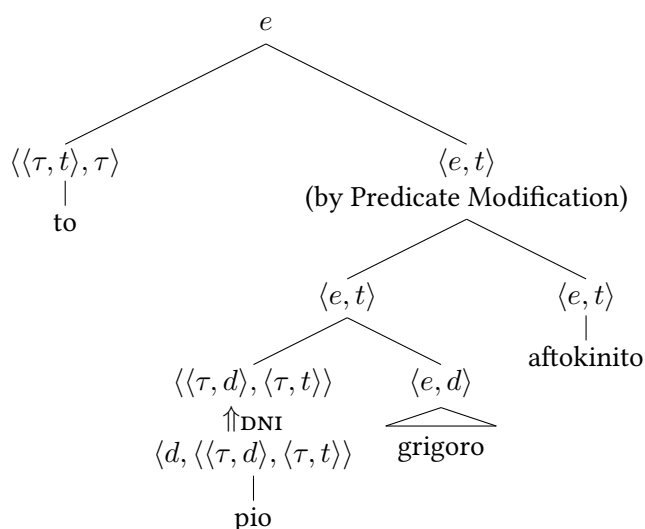 e
⟨⟨τ, t⟩, τ⟩
to
⟨e, t⟩
(by Predicate Modification)
⟨e, t⟩
⟨e, t⟩
aftokinito
⟨⟨τ, d⟩, ⟨τ, t⟩⟩
⟨e, d⟩
⇑DNI
grigoro
⟨d, ⟨⟨τ, d⟩, ⟨τ, t⟩⟩
pio